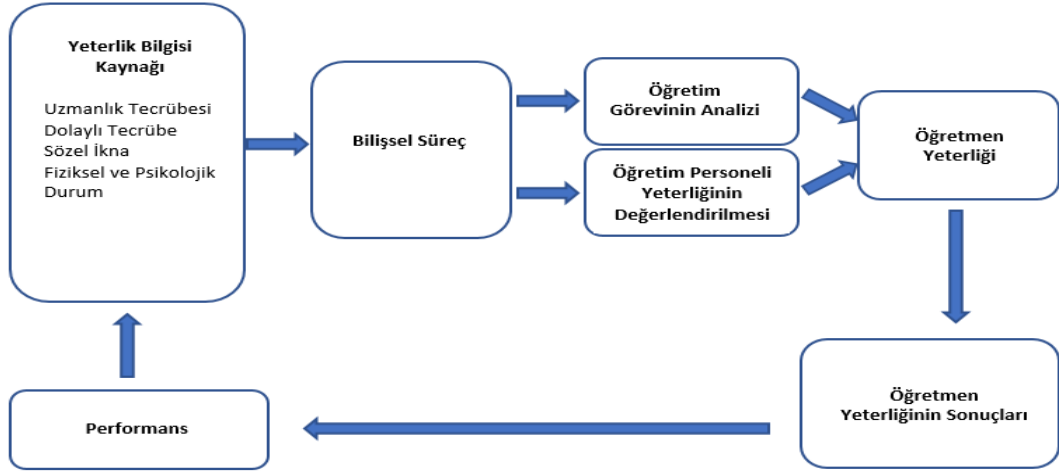 Yeterlik Bilgisi
Kaynağı
Uzmanlık Tecrübesi
Dolaylı Tecrübe
Sözel İkna
Fiziksel ve Psikolojik
Durum
Bilişsel Süreç
Öğretim
Görevinin Analizi
Öğretim Personeli
Yeterliğinin
Değerlendirilmesi
Öğretmen
Yeterliği
Öğretmen
Yeterliğinin Sonuçları
Performans